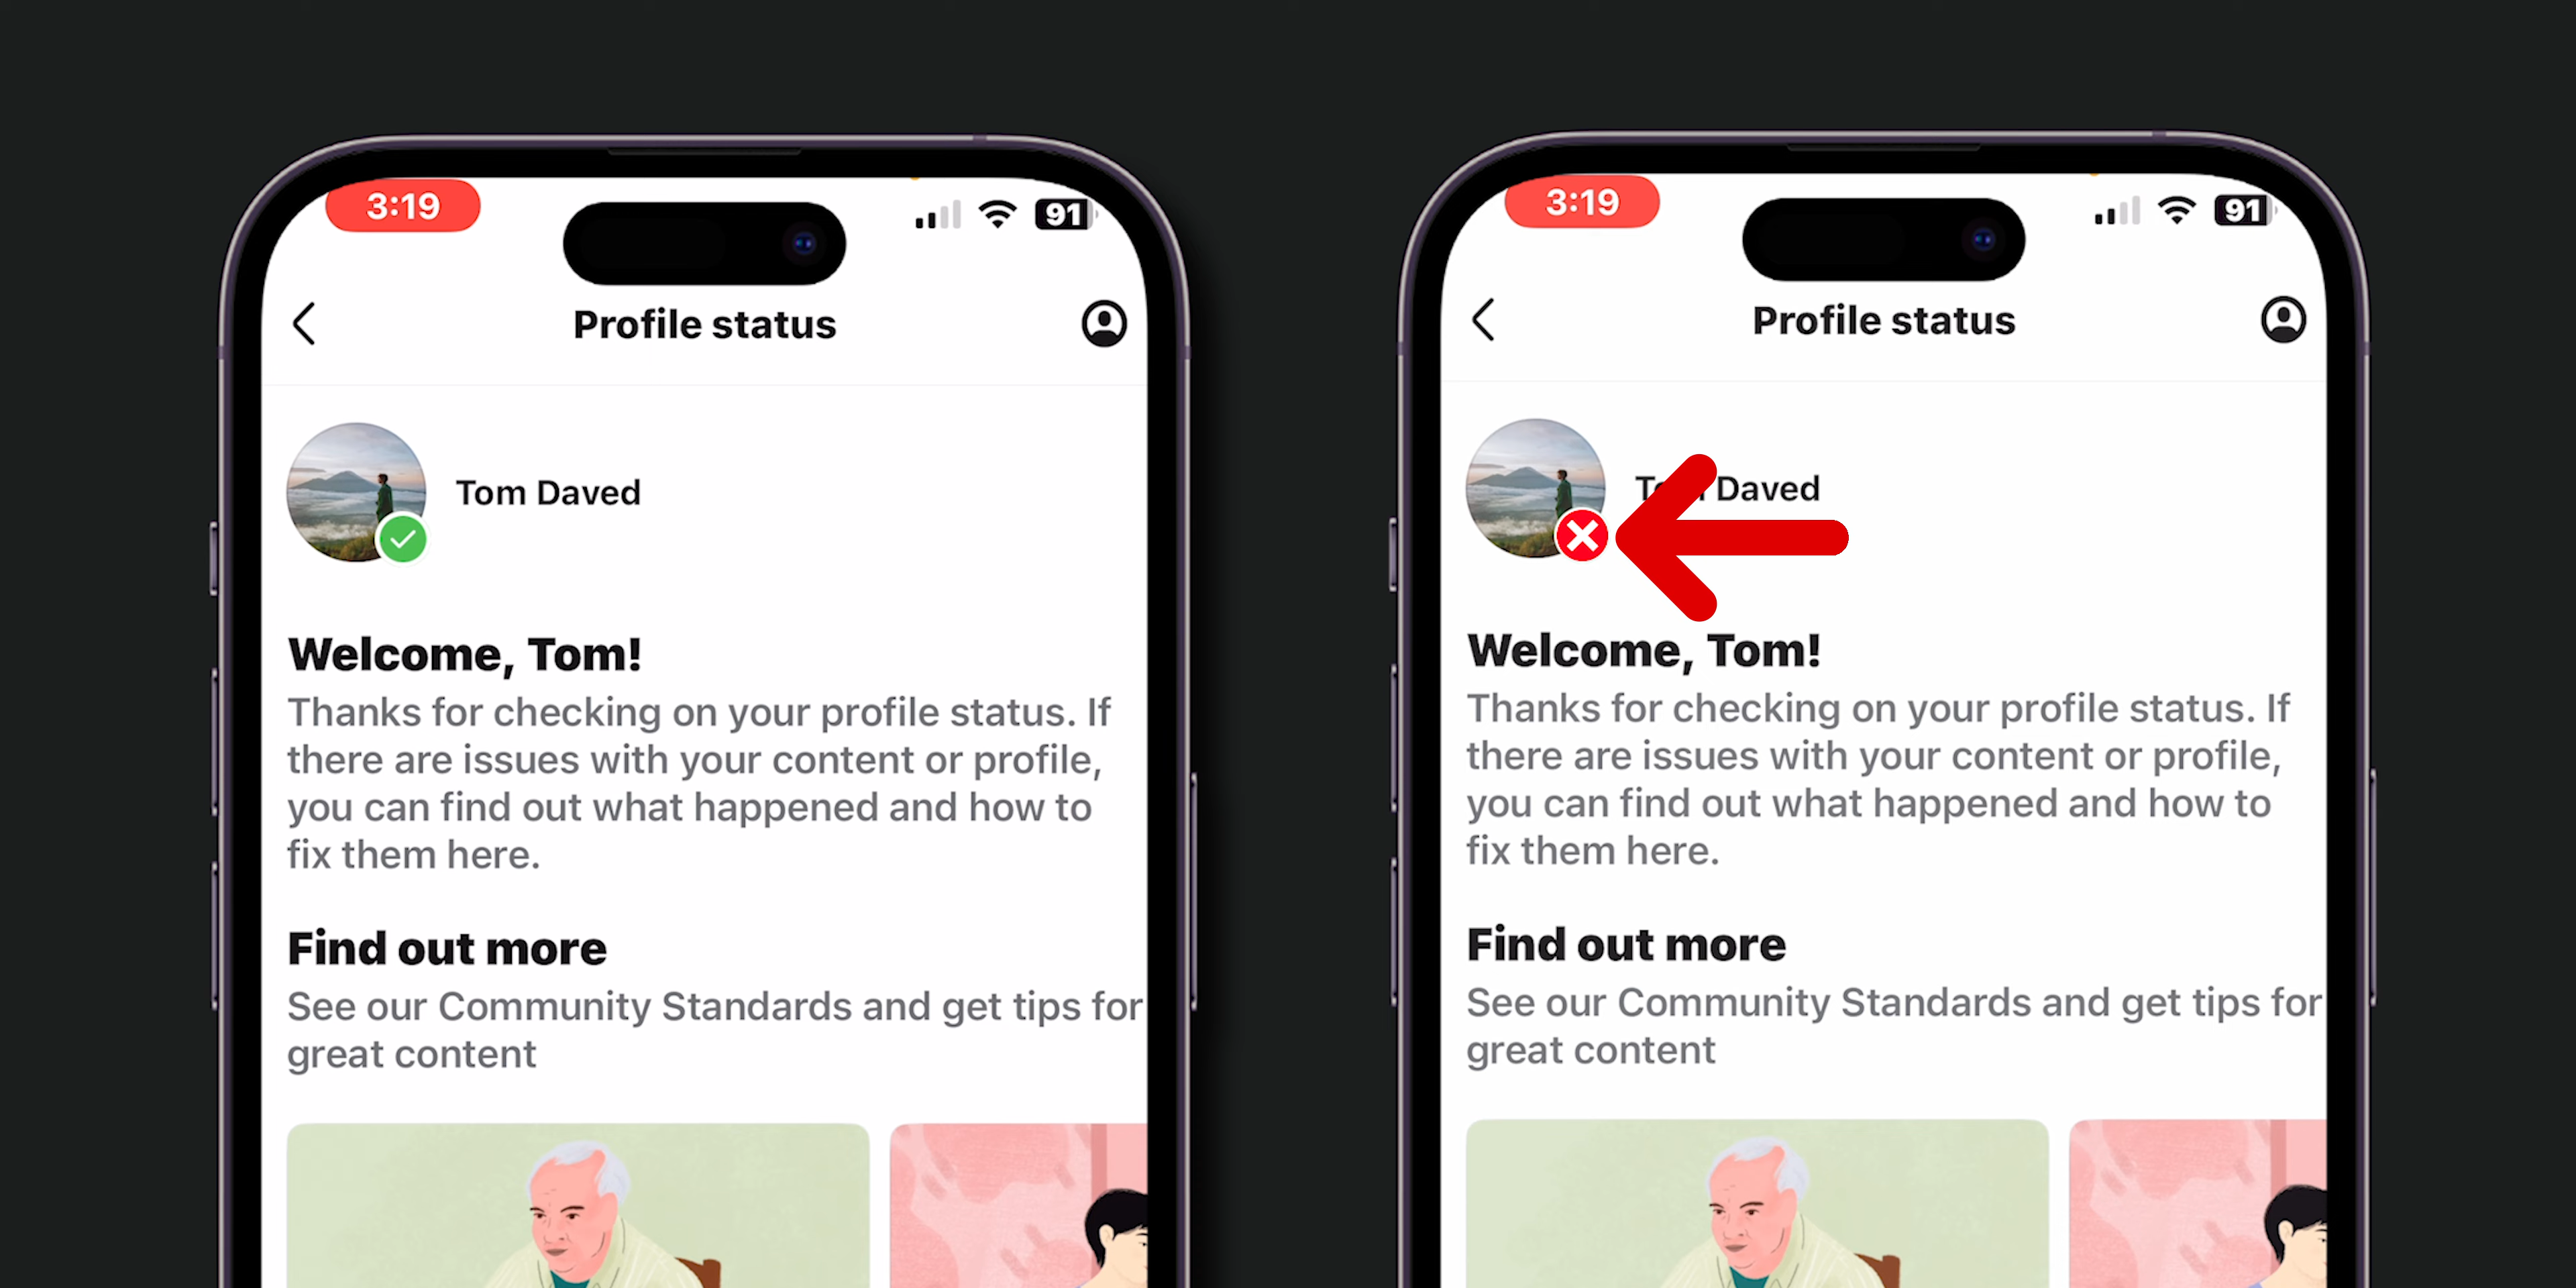 3:19
91
Profile status
Tom Daved
Welcome, Tom!
Thanks for checking on your profile status. If
there are issues with your content or profile,
you can find out what happened and how to
fix them here.
Find out more
See our Community Standards and get tips for
great content
3:19
91
Profile status
Daved
Welcome, Tom!
Thanks for checking on your profile status. If
there are issues with your content or profile,
you can find out what happened and how to
fix them here.
Find out more
See our Community Standards and get tips for
great content